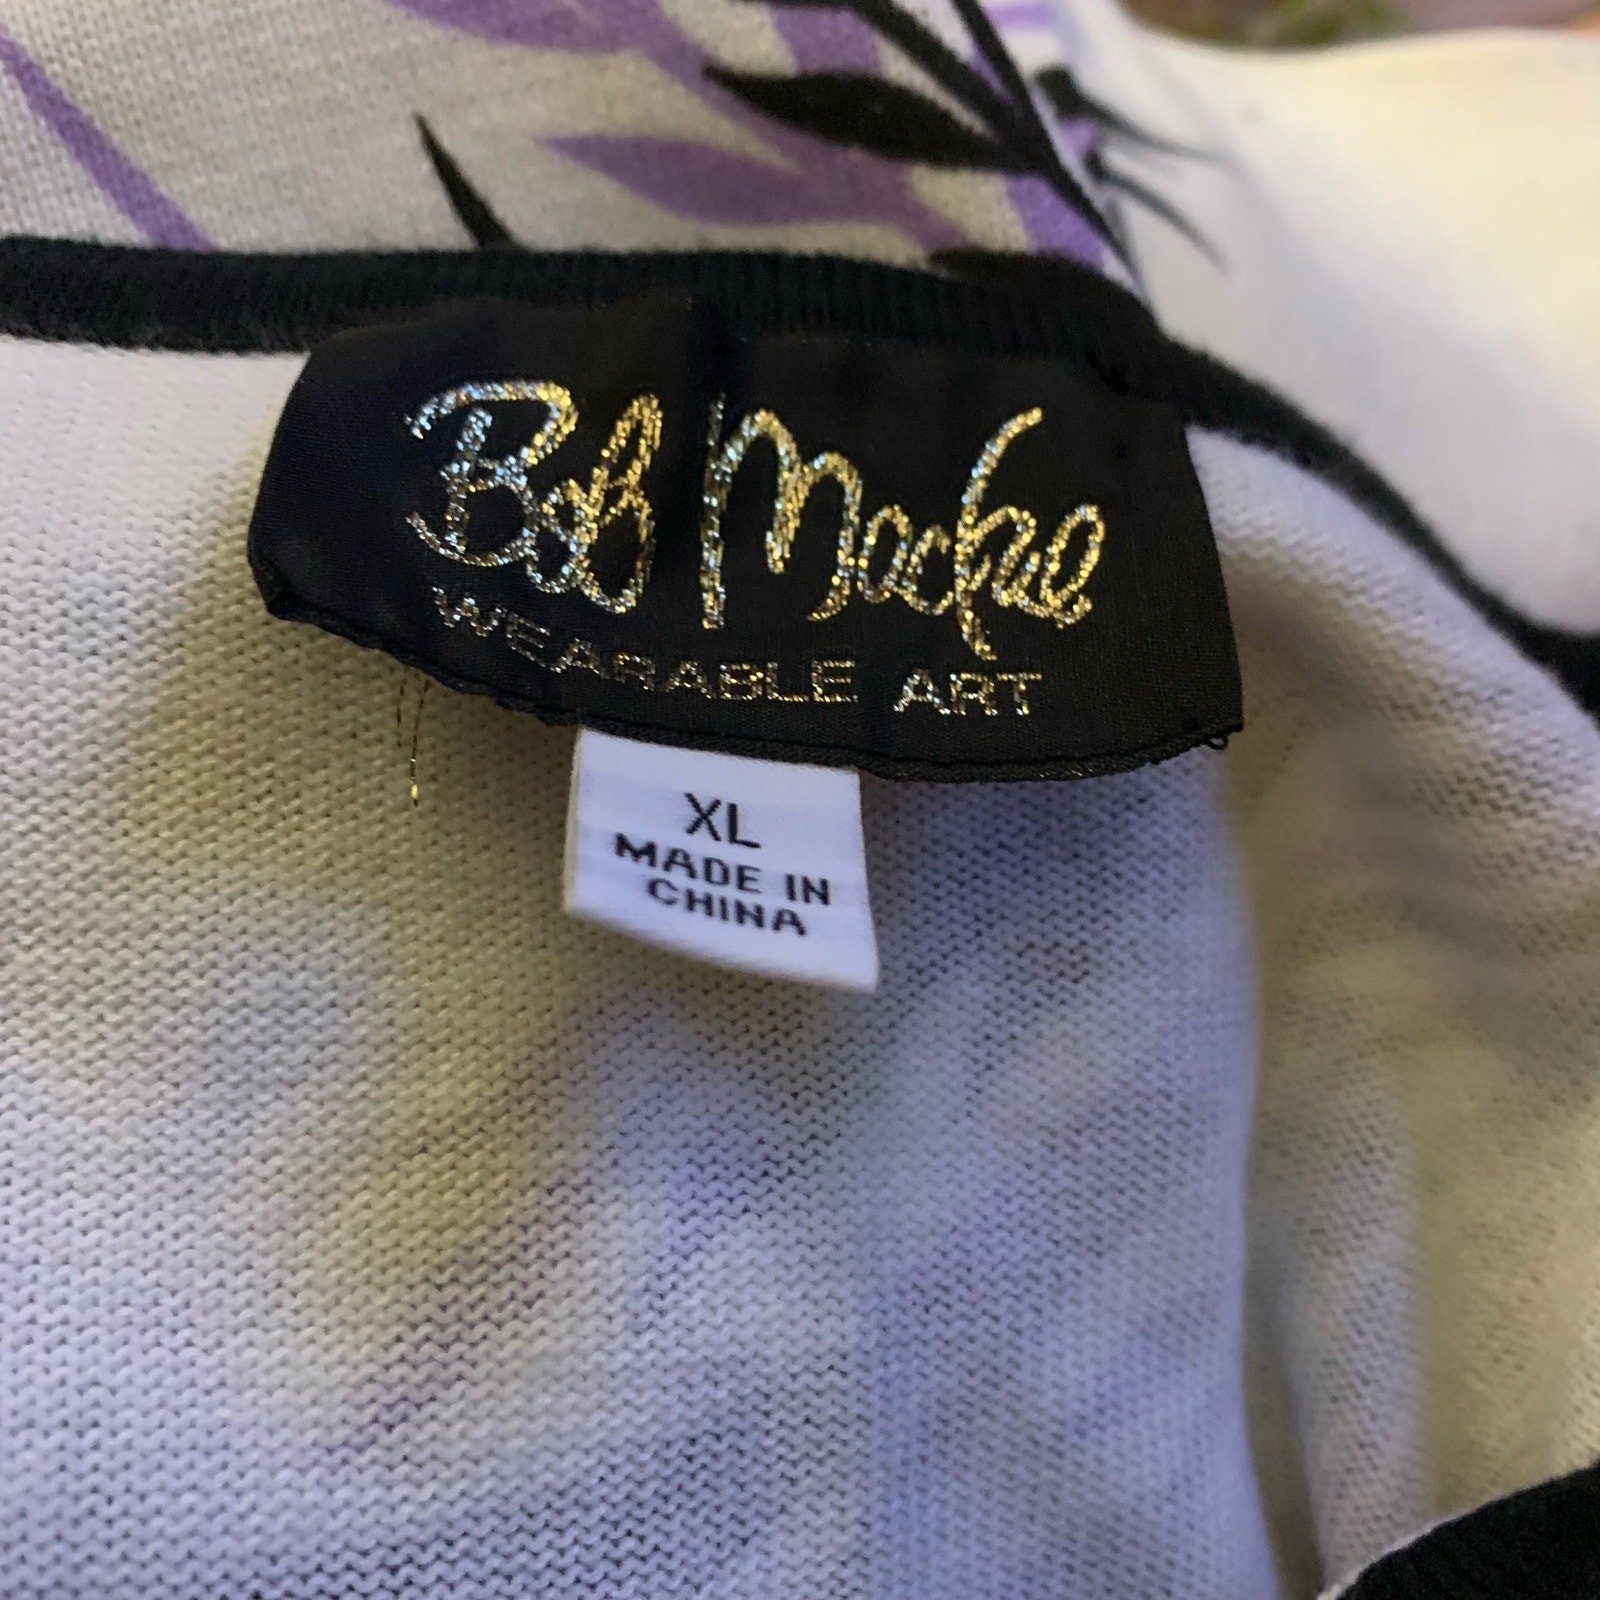 Bob Mackie
WEARABLE ART
XL
MADE IN
CHINA